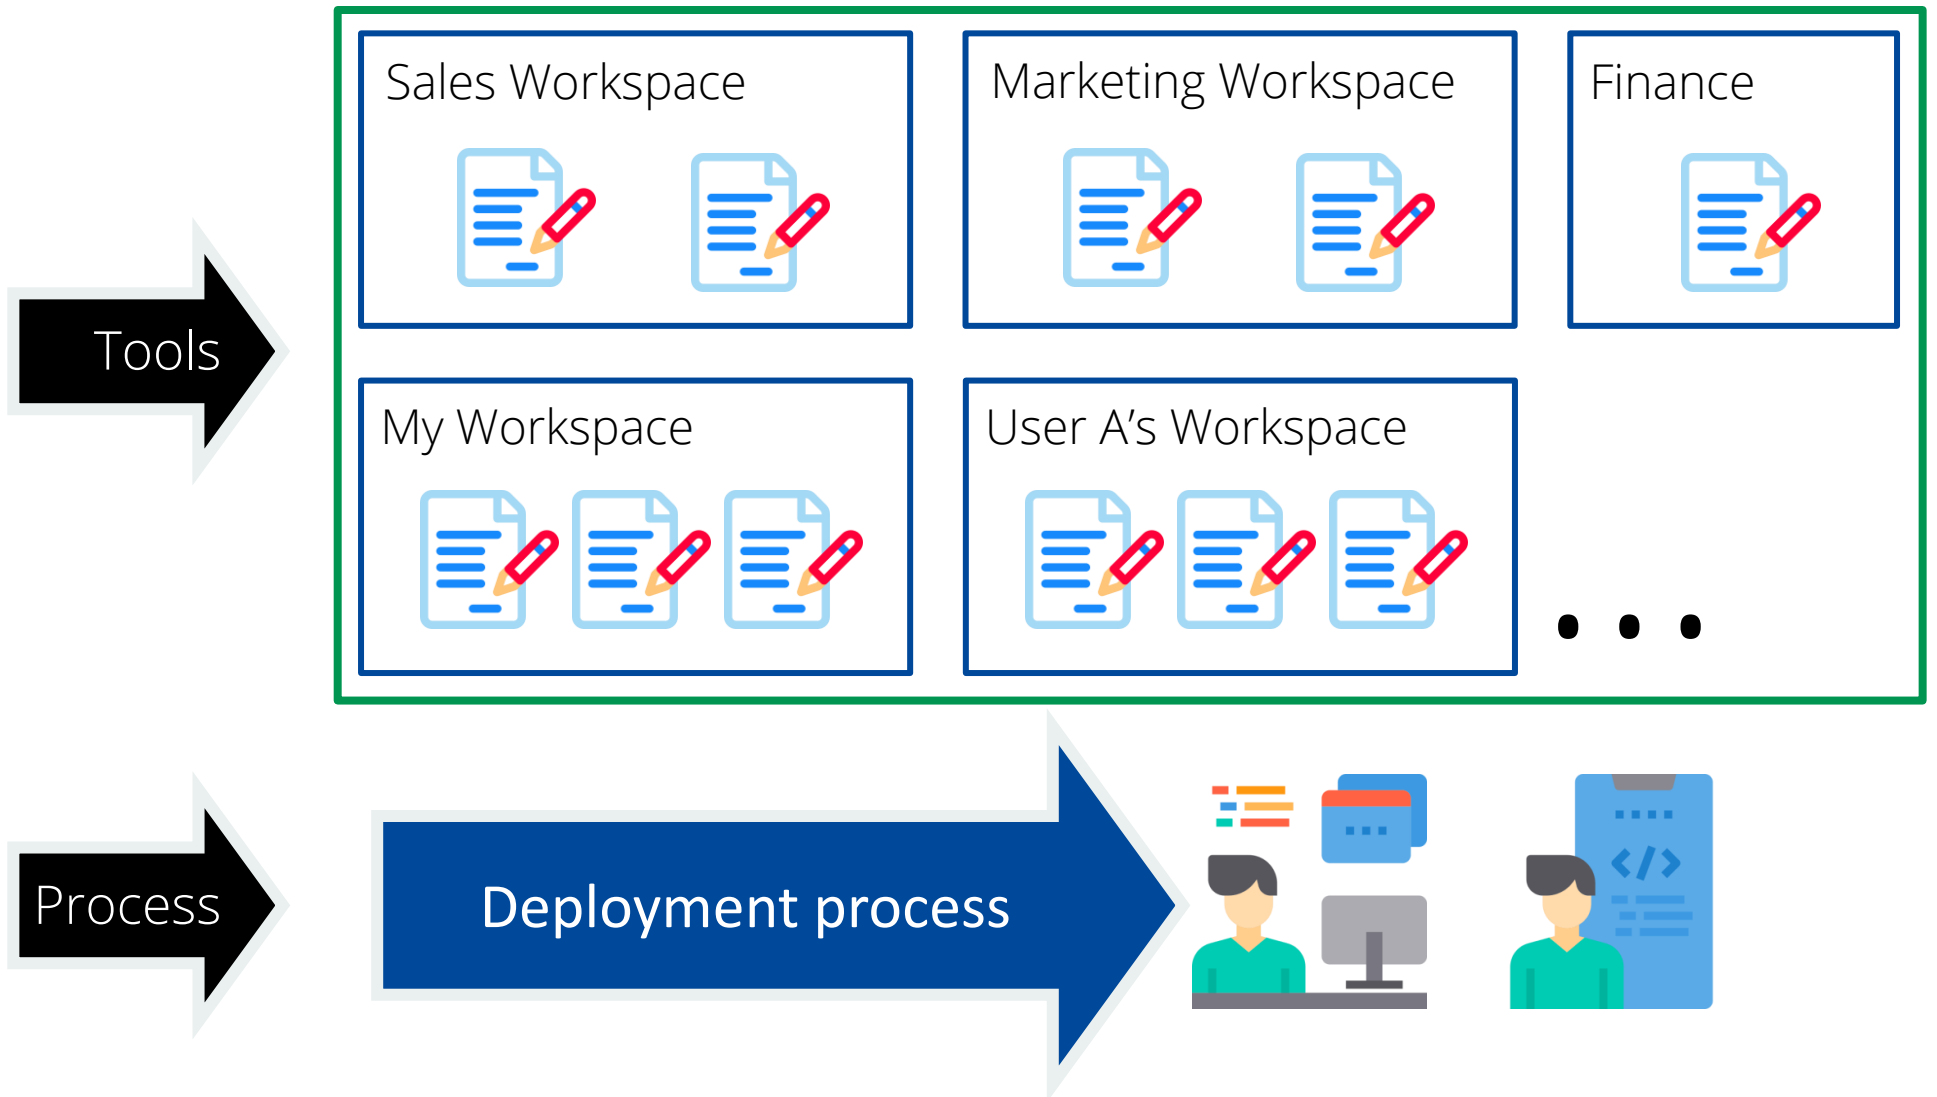 Sales Workspace
Marketing Workspace
Finance
Tools
My Workspace
User A’s Workspace
. . .
Process
Deployment process
</>